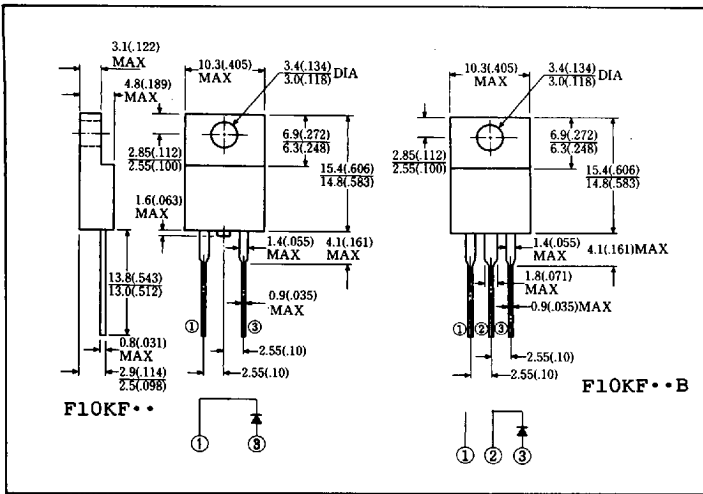 3.1(.122)
MAX
4.8(.189)
MAX
10.3(.405)
MAX
3.4(.134)
3.0(.118)
DIA
2.85(.112)
2.55(.100)
6.9(.272)
6.3(.248)
15.4(.606)
14.8(.583)
1.6(.063)
MAX
1.4(.055)
MAX
4.1(.161)
MAX
13.8(.543)
13.0(.512)
0.9(.035)
MAX
① ③
0.8(.031)
MAX
2.9(.114)
2.5(.098)
2.55(.10)
2.55(.10)
F10KF··
① ③
10.3(.405)
MAX
3.4(.134)
3.0(.118)
DIA
2.85(.112)
2.55(.100)
6.9(.272)
6.3(.248)
15.4(.606)
14.8(.583)
1.4(.055)
MAX
4.1(.161)MAX
1.8(.071)
MAX
0.9(.035)MAX
① ② ③
2.55(.10)
2.55(.10)
F10KF··B
① ② ③